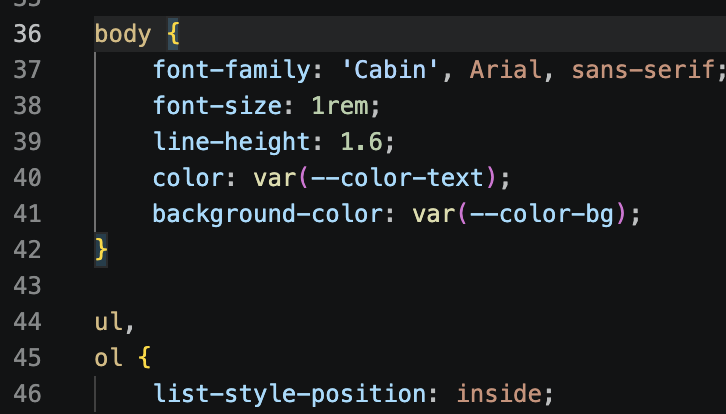 36 body {
37     font-family: 'Cabin', Arial, sans-serif;
38     font-size: 1rem;
39     line-height: 1.6;
40     color: var(--color-text);
41     background-color: var(--color-bg);
42 }
43
44 ul,
45 ol {
46     list-style-position: inside;